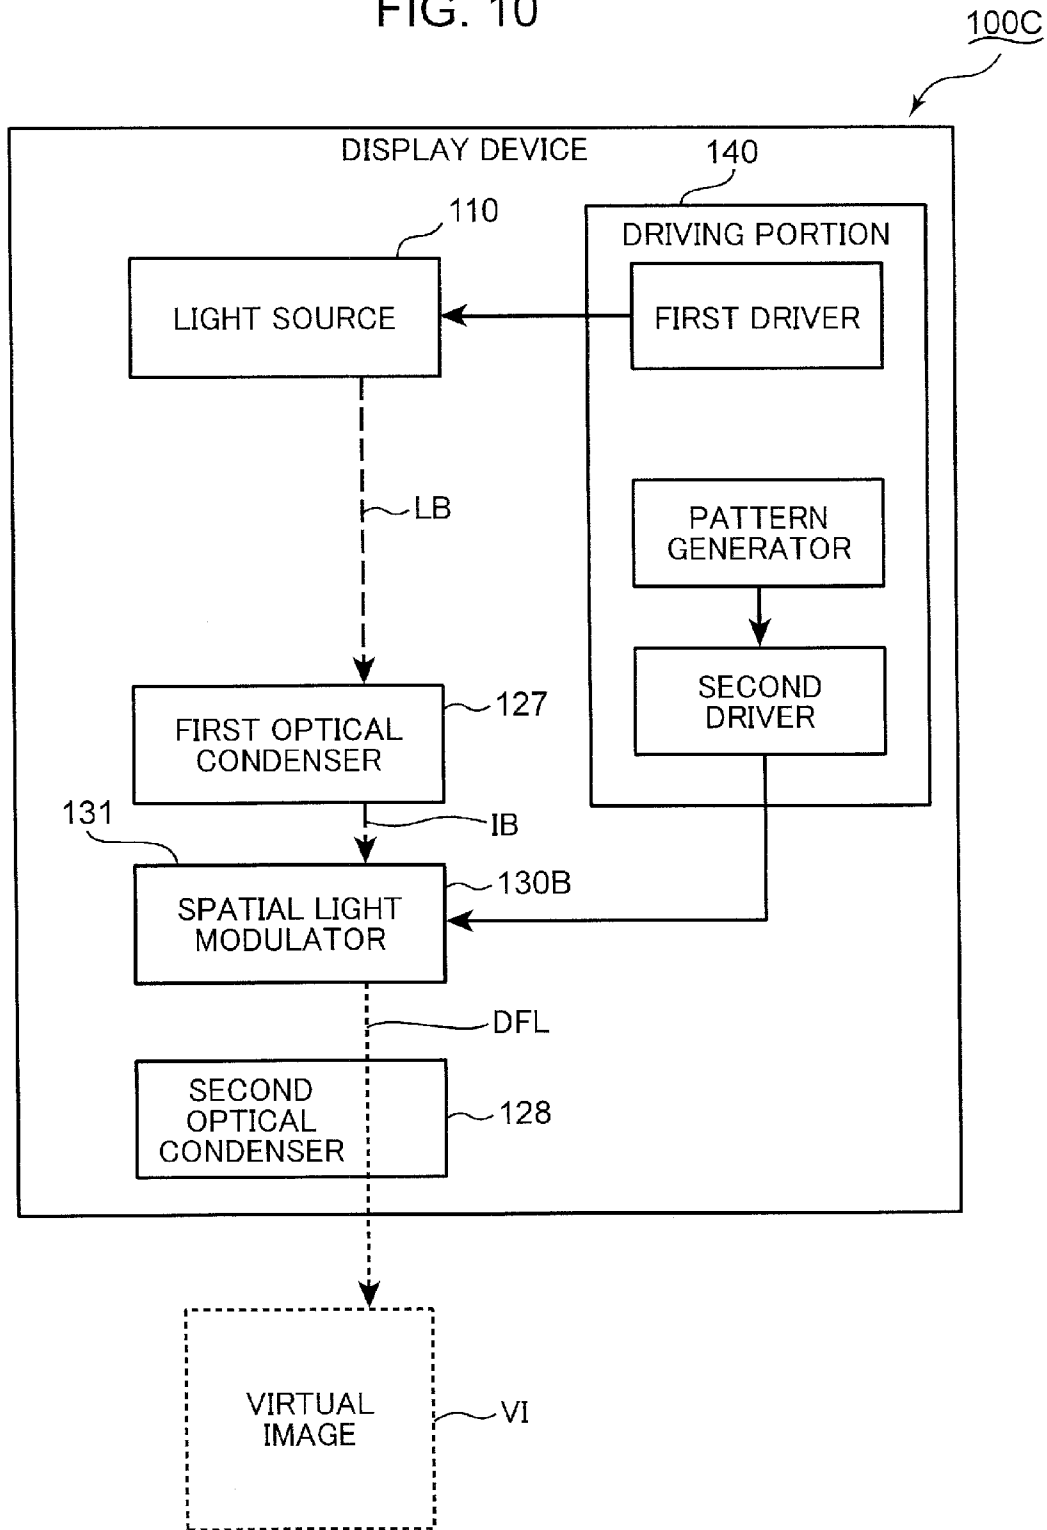 FIG. 10
100C
DISPLAY DEVICE
140
110
DRIVING PORTION
LIGHT SOURCE
FIRST DRIVER
LB
PATTERN
GENERATOR
SECOND
DRIVER
127
FIRST OPTICAL
CONDENSER
131
IB
130B
SPATIAL LIGHT
MODULATOR
DFL
SECOND
OPTICAL
CONDENSER
128
VIRTUAL
IMAGE
VI